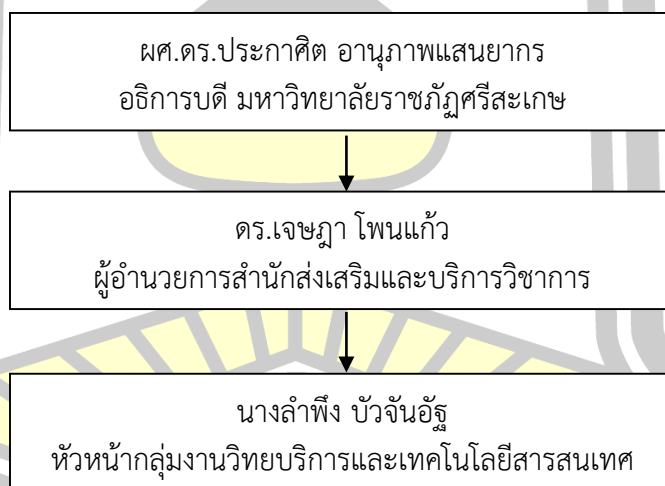 ผศ.ดร.ประกาศิต อานุภาพแสนยากร
อธิการบดี มหาวิทยาลัยราชภัฏศรีสะเกษ
ดร.เจษฎา โพนแก้ว
ผู้อำนวยการสำนักส่งเสริมและบริการวิชาการ
นางลำพึง บัวจันอัฐ
หัวหน้ากลุ่มงานวิทยบริการและเทคโนโลยีสารสนเทศ